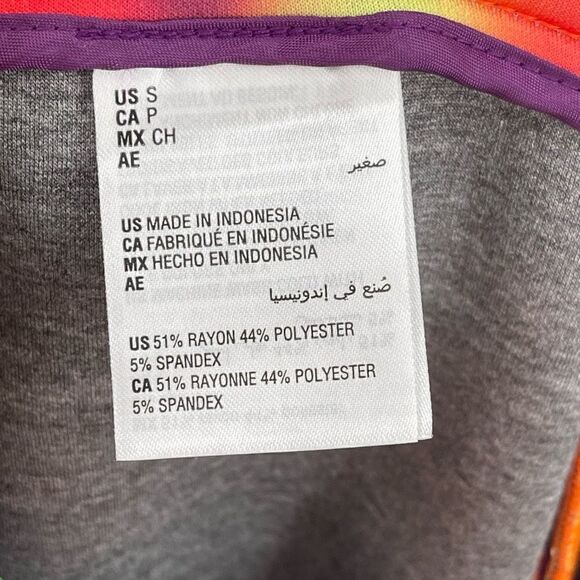 US S
CA P
MX CH
AE صغير
US MADE IN INDONESIA
CA FABRIQUÉ EN INDONÉSIE
MX HECHO EN INDONESIA
AE
صُنع في إندونيسيا
US 51% RAYON 44% POLYESTER
5% SPANDEX
CA 51% RAYONNE 44% POLYESTER
5% SPANDEX